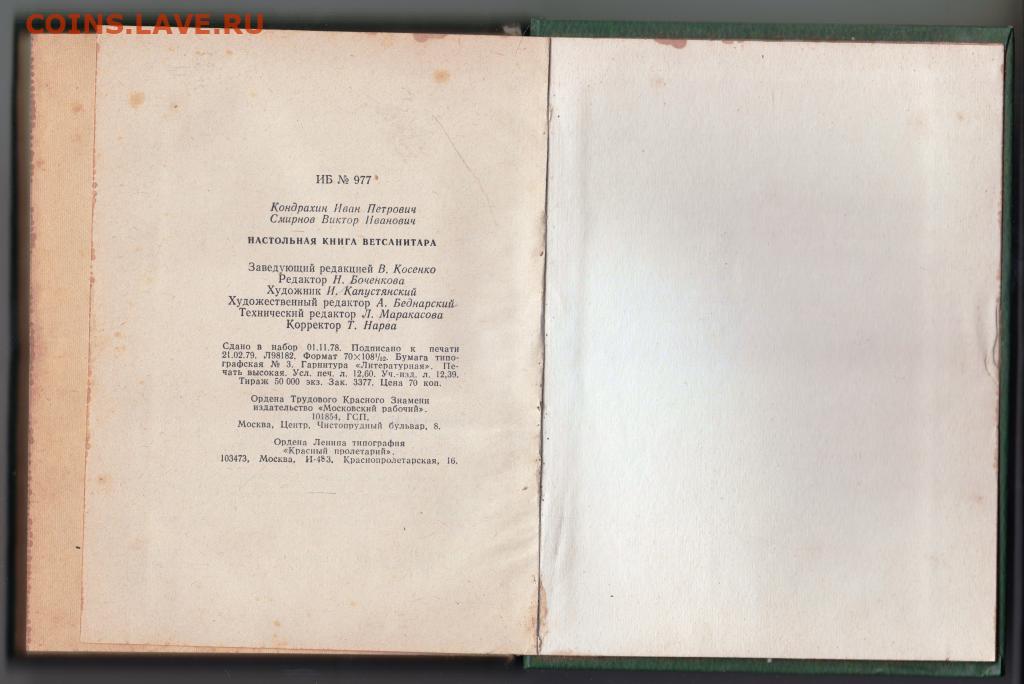 COINS.LAVE.RU
ИБ № 977
Кондрахин Иван Петрович
Смирнов Виктор Иванович
НАСТОЛЬНАЯ КНИГА ВЕТСАНИТАРА
Заведующий редакцией В. Косенко
Редактор Н. Боченкова
Художник И. Капустянский
Художественный редактор А. Беднарский
Технический редактор Л. Маракасова
Корректор Т. Нарва
Сдано в набор 01.11.78. Подписано к печати
21.02.79. Л98182. Формат 70×108¹/₃₂. Бумага типо-
графская № 3. Гарнитура «Литературная». Пе-
чать высокая. Усл. печ. л. 12,60. Уч.-изд. л. 12,39.
Тираж 50 000 экз. Зак. 3377. Цена 70 коп.
Ордена Трудового Красного Знамени
издательство «Московский рабочий».
101854, ГСП,
Москва, Центр, Чистопрудный бульвар, 8.
Ордена Ленина типография
«Красный пролетарий».
103473, Москва, И-473, Краснопролетарская, 16.